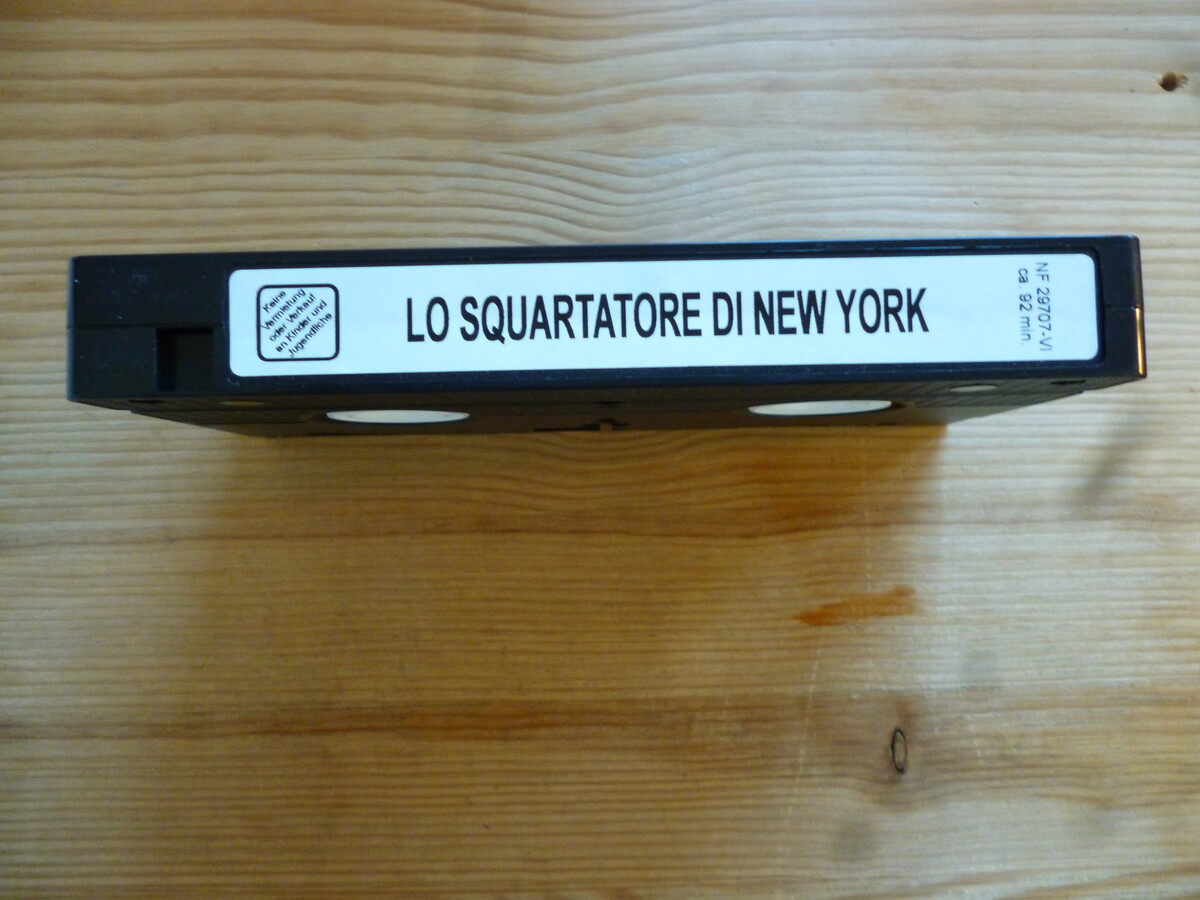 Keine
Vermietung
oder Verkauf
an Kinder und
Jugendliche
LO SQUARTATORE DI NEW YORK
NF 29707-VI
ca. 92 min.